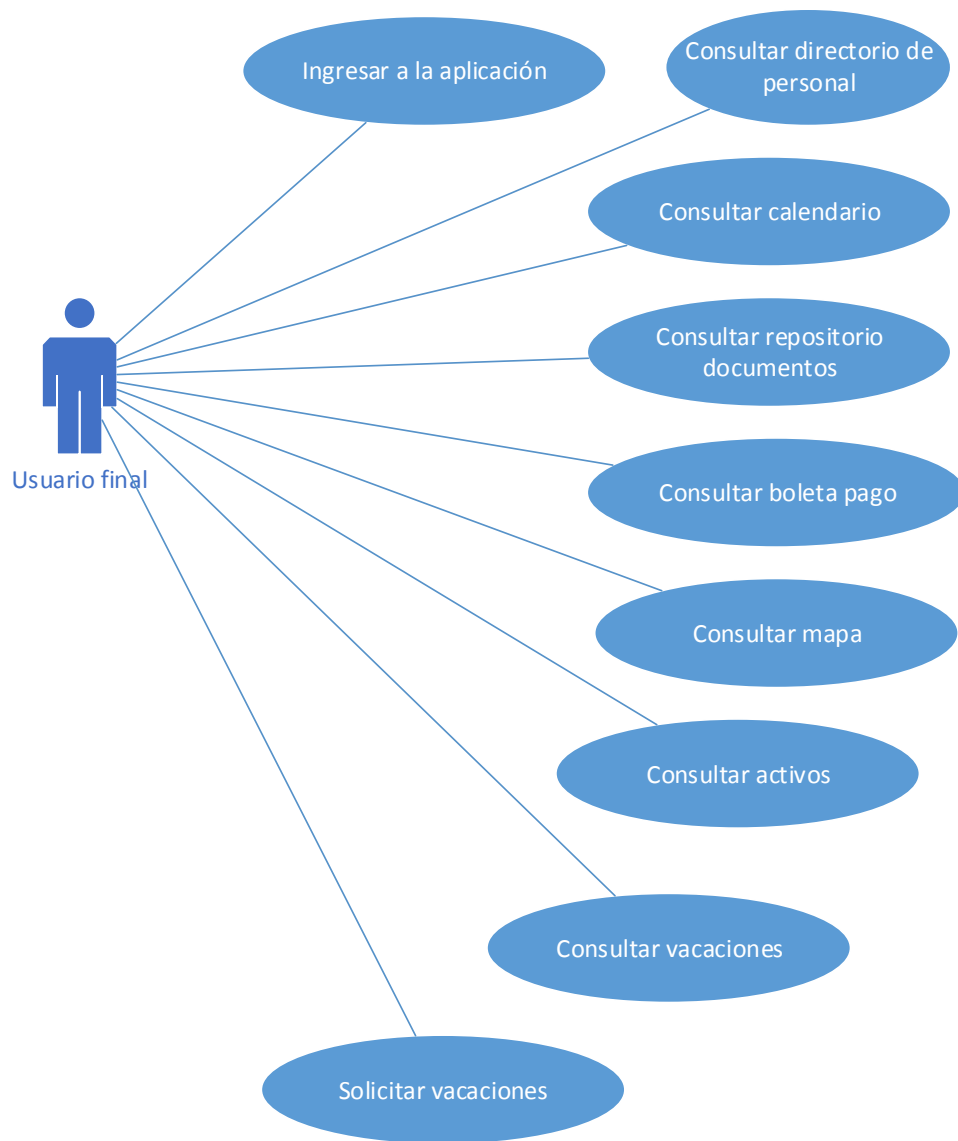 Ingresar a la aplicación
Consultar directorio de
personal
Consultar calendario
Consultar repositorio
documentos
Usuario final
Consultar boleta pago
Consultar mapa
Consultar activos
Consultar vacaciones
Solicitar vacaciones